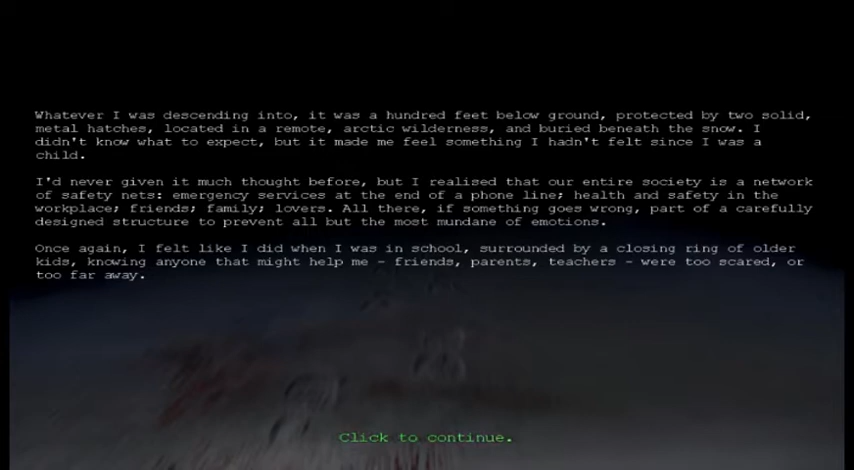 Whatever I was descending into, it was a hundred feet below ground, protected by two solid,
metal hatches, located in a remote, arctic wilderness, and buried beneath the snow. I
didn't know what to expect, but it made me feel something I hadn't felt since I was a
child.
I'd never given it much thought before, but I realised that our entire society is a network
of safety nets: emergency services at the end of a phone line; health and safety in the
workplace; friends; family; lovers. All there, if something goes wrong, part of a carefully
designed structure to prevent all but the most mundane of emotions.
Once again, I felt like I did when I was in school, surrounded by a closing ring of older
kids, knowing anyone that might help me - friends, parents, teachers - were too scared, or
too far away.
Click to continue.